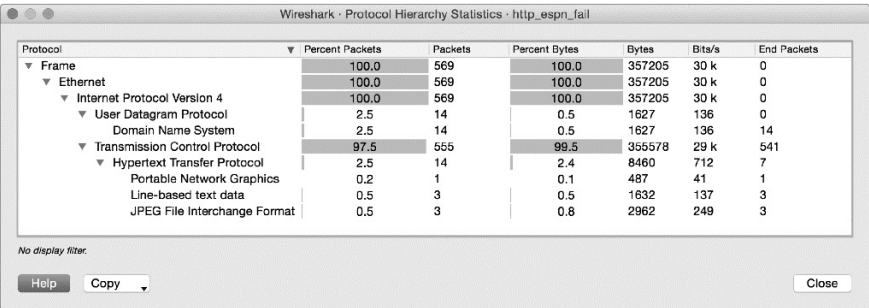 Wireshark · Protocol Hierarchy Statistics · http_espn_fail
Protocol Percent Packets Packets Percent Bytes Bytes Bits/s End Packets
Frame 100.0 569 100.0 357205 30 k 0
Ethernet 100.0 569 100.0 357205 30 k 0
Internet Protocol Version 4 100.0 569 100.0 357205 30 k 0
User Datagram Protocol 2.5 14 0.5 1627 136 0
Domain Name System 2.5 14 0.5 1627 136 14
Transmission Control Protocol 97.5 555 99.5 355578 29 k 541
Hypertext Transfer Protocol 2.5 14 2.4 8460 712 7
Portable Network Graphics 0.2 1 0.1 487 41 1
Line-based text data 0.5 3 0.5 1632 137 3
JPEG File Interchange Format 0.5 3 0.8 2962 249 3
No display filter.
Help Copy Close